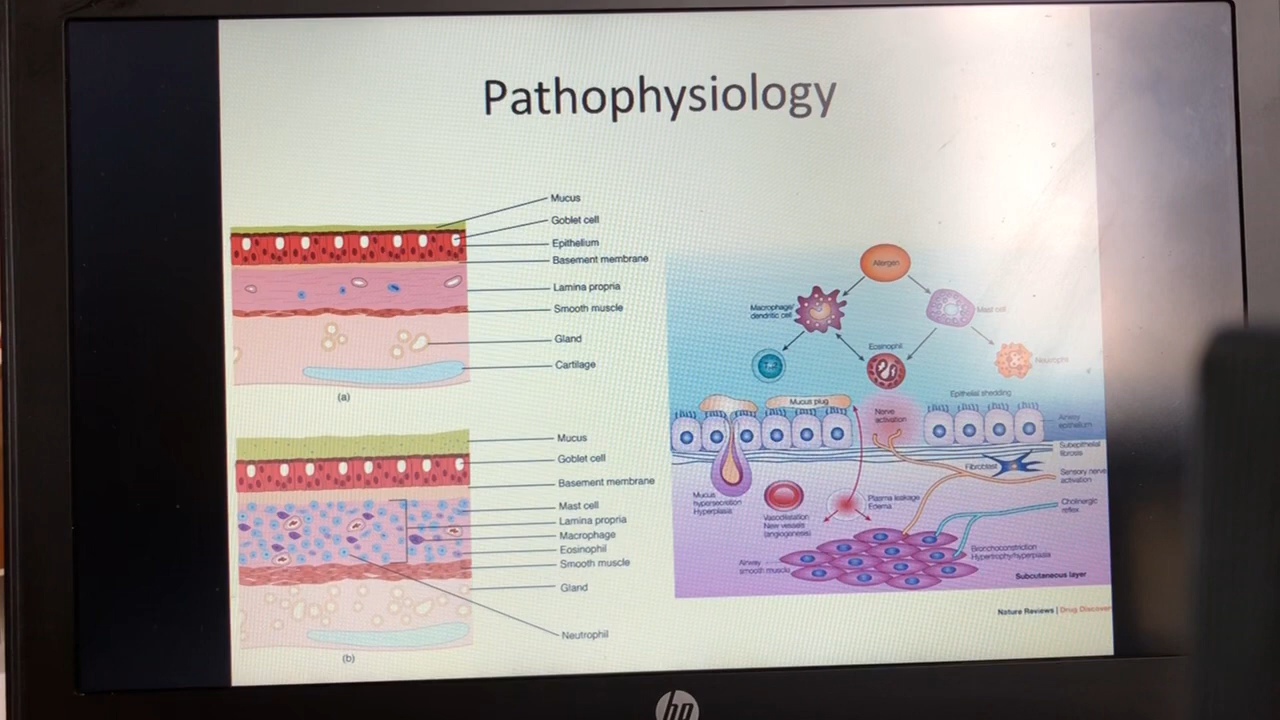 Pathophysiology
Mucus
Goblet cell
Epithelium
Basement membrane
Lamina propria
Smooth muscle
Gland
Cartilage
(a)
Mucus
Goblet cell
Basement membrane
Mast cell
Lamina propria
Macrophage
Eosinophil
Smooth muscle
Gland
Neutrophil
(b)
Allergen
Macrophage/
dendritic cell
Mast cell
Eosinophil
Neutrophil
Mucus plug
Nerve
activation
Epithelial shedding
Airway
epithelium
Subepithelial
fibrosis
Fibroblast
Sensory nerve
activation
Mucus
hypersecretion
Hyperplasia
Vasodilatation
New vessels
(angiogenesis)
Plasma leakage
Edema
Cholinergic
reflex
Airway
smooth muscle
Bronchoconstriction
Hypertrophy/hyperplasia
Subcutaneous layer
Nature Reviews | Drug Discover
hp